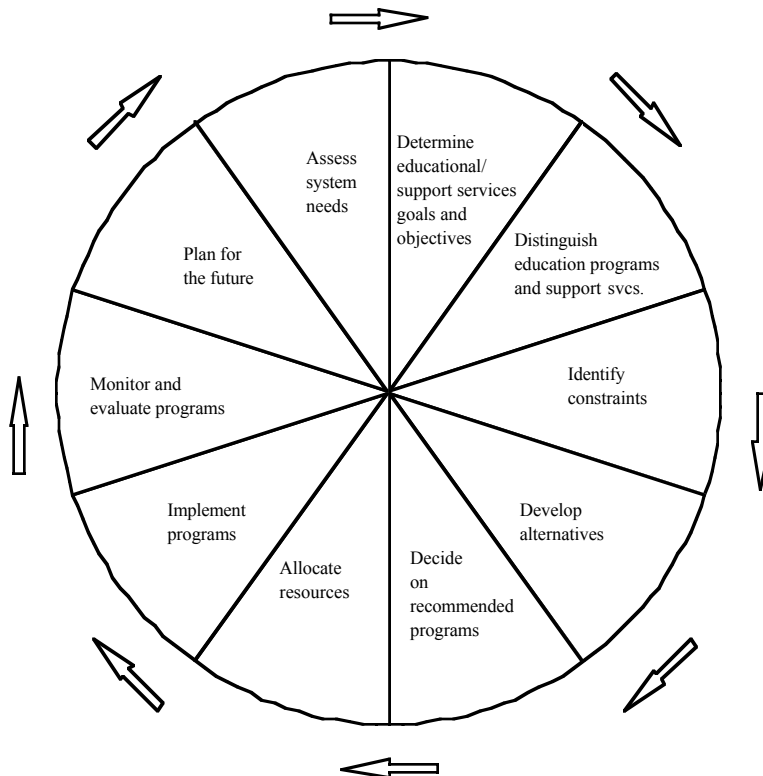 Assess
system
needs
Determine
educational/
support services
goals and
objectives
Distinguish
education programs
and support svcs.
Identify
constraints
Develop
alternatives
Decide
on
recommended
programs
Allocate
resources
Implement
programs
Monitor and
evaluate programs
Plan for
the future